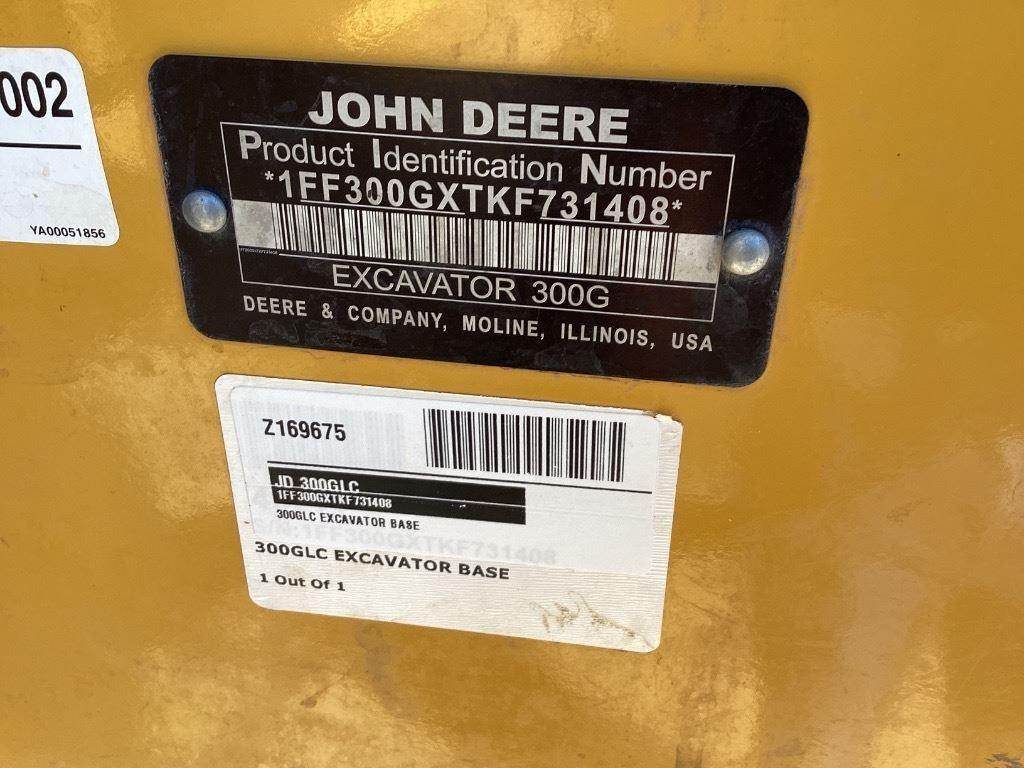 002
YA00051856
JOHN DEERE
Product Identification Number
*1FF300GXTKF731408*
EXCAVATOR 300G
DEERE & COMPANY, MOLINE, ILLINOIS, USA
Z169675
JD 300GLC
1FF300GXTKF731408
300GLC EXCAVATOR BASE
S/N:1FF300GXTKF731408
300GLC EXCAVATOR BASE
1 Out Of 1